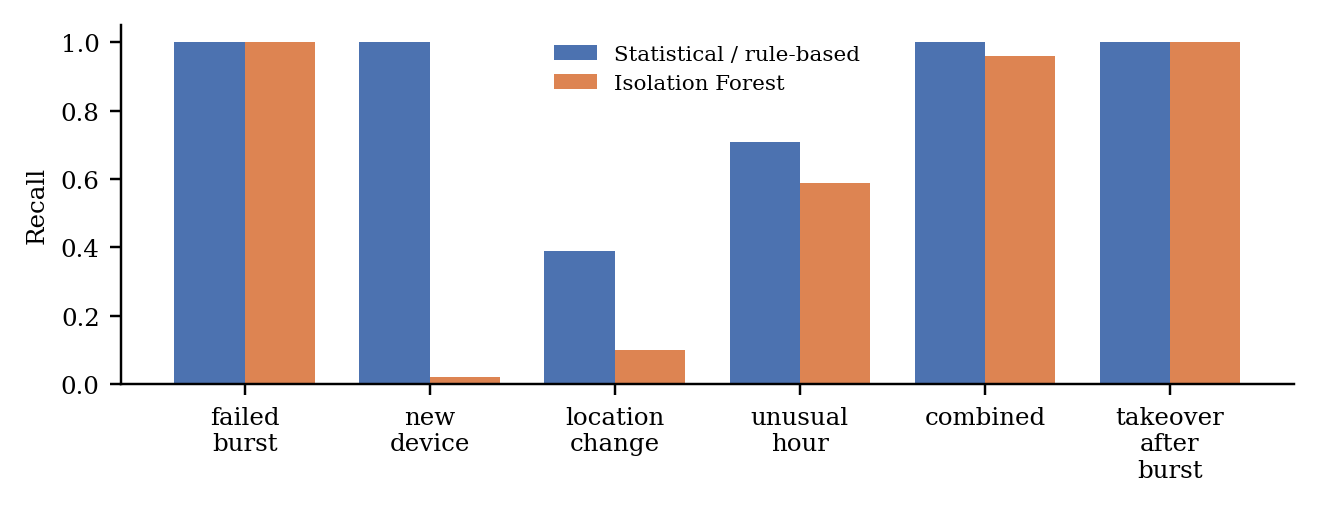 Recall
1.0
0.8
0.6
0.4
0.2
0.0
Statistical / rule-based
Isolation Forest
failed
burst
new
device
location
change
unusual
hour
combined
takeover
after
burst